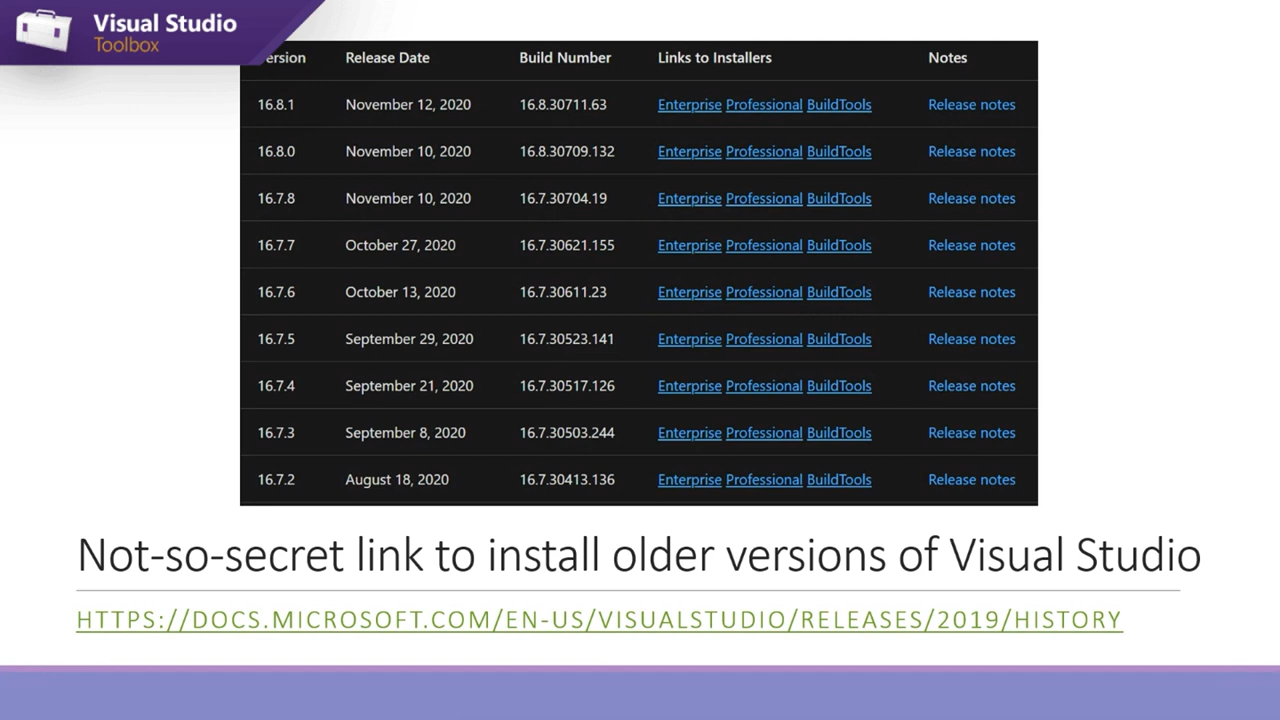 Visual Studio
Toolbox
ersion Release Date Build Number Links to Installers Notes
16.8.1 November 12, 2020 16.8.30711.63 Enterprise Professional BuildTools Release notes
16.8.0 November 10, 2020 16.8.30709.132 Enterprise Professional BuildTools Release notes
16.7.8 November 10, 2020 16.7.30704.19 Enterprise Professional BuildTools Release notes
16.7.7 October 27, 2020 16.7.30621.155 Enterprise Professional BuildTools Release notes
16.7.6 October 13, 2020 16.7.30611.23 Enterprise Professional BuildTools Release notes
16.7.5 September 29, 2020 16.7.30523.141 Enterprise Professional BuildTools Release notes
16.7.4 September 21, 2020 16.7.30517.126 Enterprise Professional BuildTools Release notes
16.7.3 September 8, 2020 16.7.30503.244 Enterprise Professional BuildTools Release notes
16.7.2 August 18, 2020 16.7.30413.136 Enterprise Professional BuildTools Release notes
Not-so-secret link to install older versions of Visual Studio
HTTPS://DOCS.MICROSOFT.COM/EN-US/VISUALSTUDIO/RELEASES/2019/HISTORY